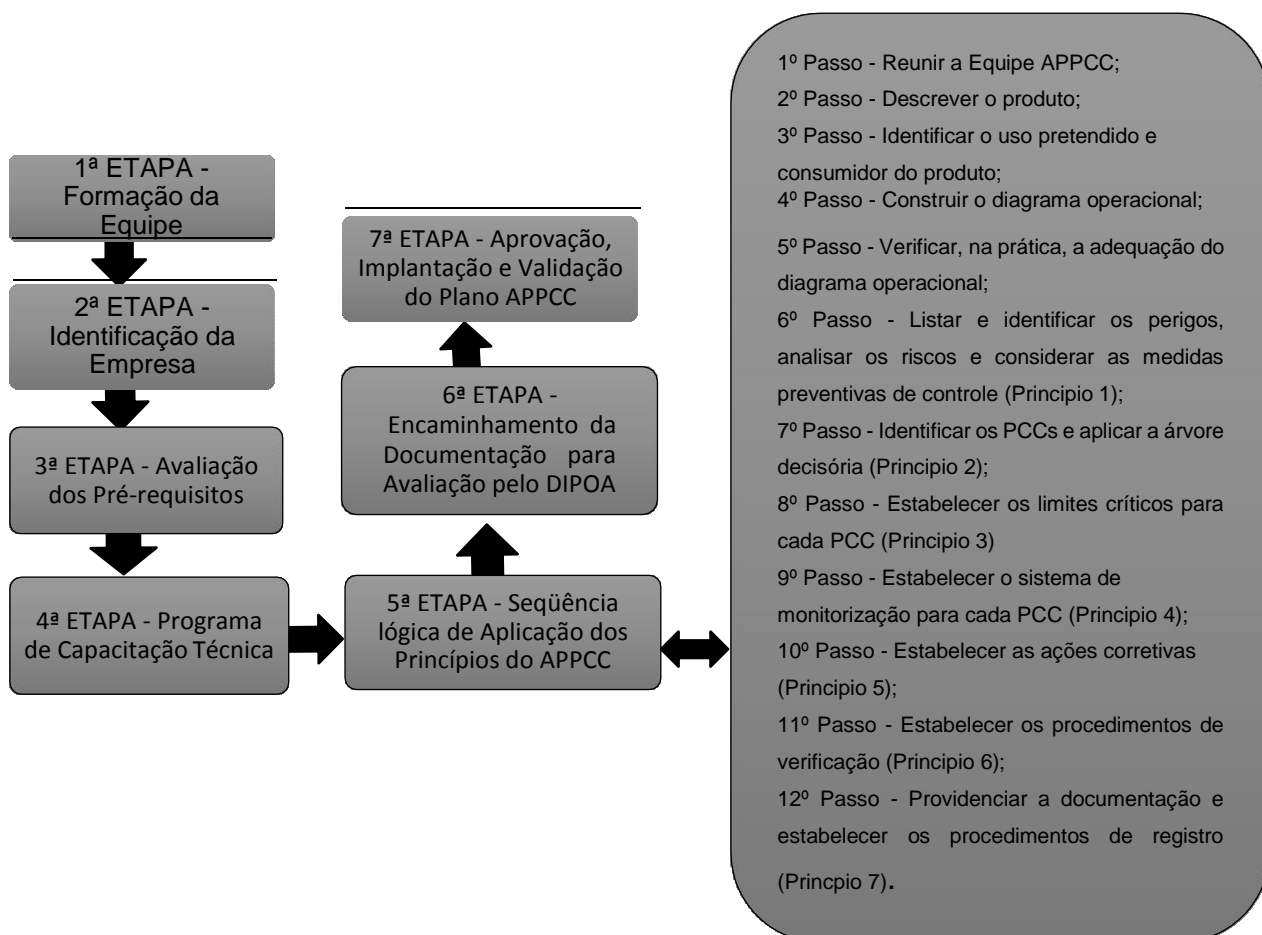 1ª ETAPA -
Formação da
Equipe
2ª ETAPA -
Identificação da
Empresa
3ª ETAPA - Avaliação
dos Pré-requisitos
4ª ETAPA - Programa
de Capacitação Técnica
5ª ETAPA - Seqüência
lógica de Aplicação dos
Princípios do APPCC
6ª ETAPA -
Encaminhamento da
Documentação para
Avaliação pelo DIPOA
7ª ETAPA - Aprovação,
Implantação e Validação
do Plano APPCC
1º Passo - Reunir a Equipe APPCC;
2º Passo - Descrever o produto;
3º Passo - Identificar o uso pretendido e
consumidor do produto;
4º Passo - Construir o diagrama operacional;
5º Passo - Verificar, na prática, a adequação do
diagrama operacional;
6º Passo - Listar e identificar os perigos,
analisar os riscos e considerar as medidas
preventivas de controle (Principio 1);
7º Passo - Identificar os PCCs e aplicar a árvore
decisória (Principio 2);
8º Passo - Estabelecer os limites críticos para
cada PCC (Principio 3)
9º Passo - Estabelecer o sistema de
monitorização para cada PCC (Principio 4);
10º Passo - Estabelecer as ações corretivas
(Principio 5);
11º Passo - Estabelecer os procedimentos de
verificação (Principio 6);
12º Passo - Providenciar a documentação e
estabelecer os procedimentos de registro
(Princpio 7).